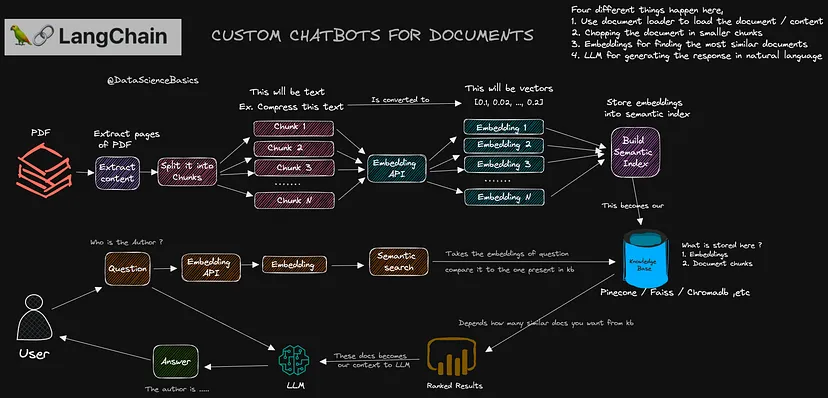 LangChain
CUSTOM CHATBOTS FOR DOCUMENTS
Four different things happen here,
1. Use document loader to load the document / content
2. Chopping the document in smaller chunks
3. Embeddings for finding the most similar documents
4. LLM for generating the response in natural language
@DataScienceBasics
This will be text
Ex. Compress this text
Is converted to
This will be vectors
[0.1, 0.02, ..., 0.2]
Store embeddings
into semantic index
PDF
Extract pages
of PDF
Extract
content
Split it into
Chunks
Chunk 1
Chunk 2
Chunk 3
.......
Chunk N
Embedding
API
Embedding 1
Embedding 2
Embedding 3
.......
Embedding N
Build
Semantic
Index
This becomes our
Who is the Author ?
Question
Embedding
API
Embedding
Semantic
search
Takes the embeddings of question
compare it to the one present in kb
Knowledge
Base
What is stored here ?
1. Embeddings
2. Document chunks
Pinecone / Faiss / Chromadb ,etc
Depends how many similar docs you want from kb
User
Answer
The author is .....
LLM
These docs becomes
our context to LLM
Ranked Results